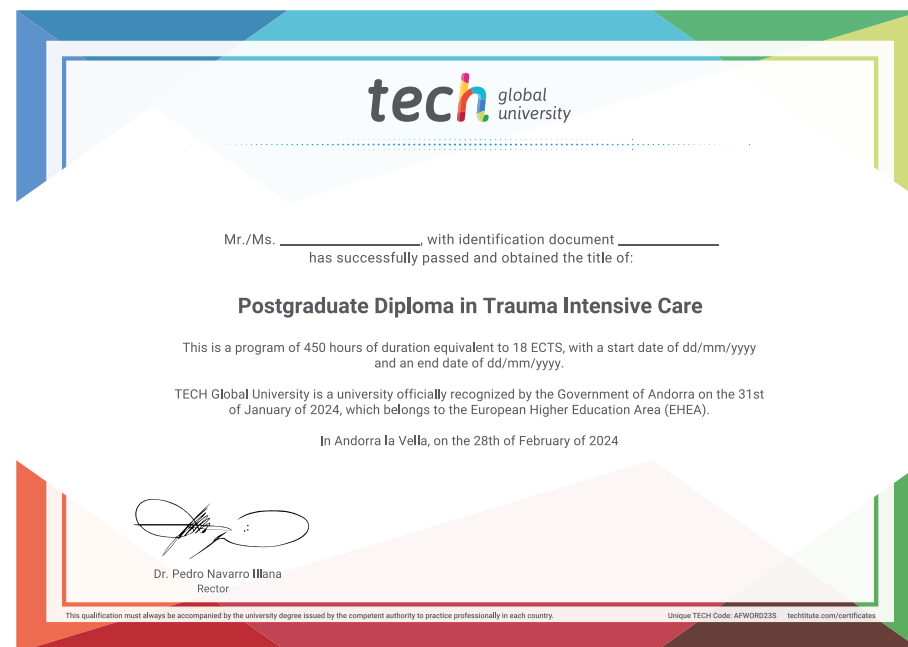 tech global university
Mr./Ms. ____________________, with identification document ______________
has successfully passed and obtained the title of:
Postgraduate Diploma in Trauma Intensive Care
This is a program of 450 hours of duration equivalent to 18 ECTS, with a start date of dd/mm/yyyy
and an end date of dd/mm/yyyy.
TECH Global University is a university officially recognized by the Government of Andorra on the 31st
of January of 2024, which belongs to the European Higher Education Area (EHEA).
In Andorra la Vella, on the 28th of February of 2024
Dr. Pedro Navarro Illana
Rector
This qualification must always be accompanied by the university degree issued by the competent authority to practice professionally in each country. Unique TECH Code: AFWORD23S techtitute.com/certificates